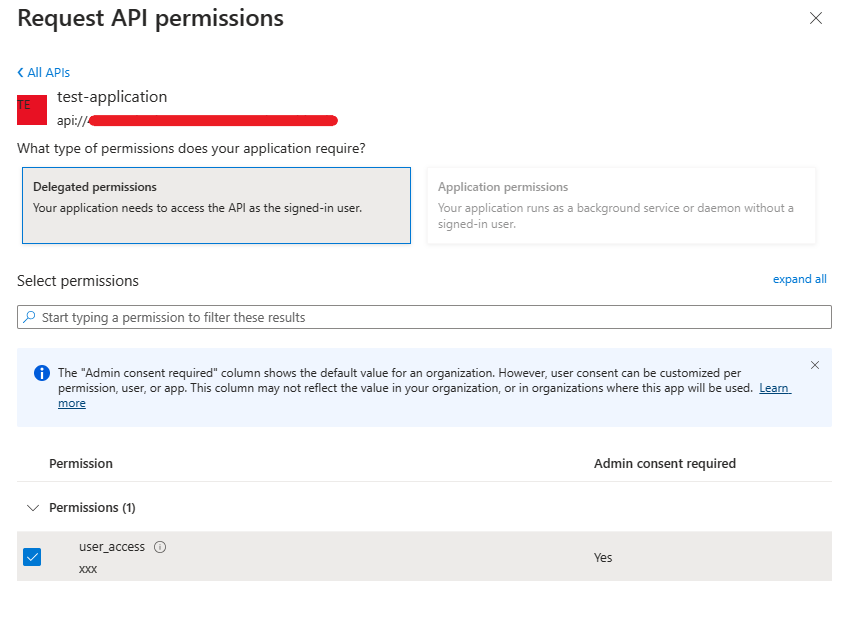 Request API permissions
All APIs
TE
test-application
api://
What type of permissions does your application require?
Delegated permissions
Your application needs to access the API as the signed-in user.
Application permissions
Your application runs as a background service or daemon without a
signed-in user.
Select permissions
expand all
Start typing a permission to filter these results
The "Admin consent required" column shows the default value for an organization. However, user consent can be customized per
permission, user, or app. This column may not reflect the value in your organization, or in organizations where this app will be used. Learn
more
Permission
Admin consent required
Permissions (1)
user_access
xxx
Yes